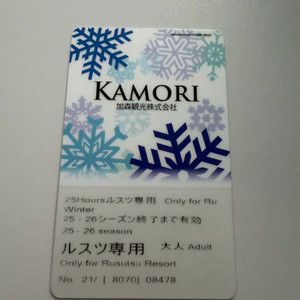 KAMORI
加森観光株式会社
25Hoursルスツ専用 Only for Ru
Winter
25 - 26シーズン終了まで有効
25 - 26 season
ルスツ専用 大人 Adult
Only for Rusutsu Resort
No. 21/ [ 8070] 08478